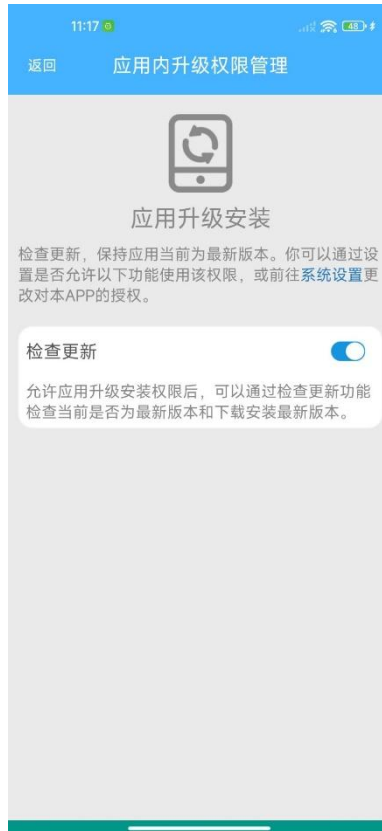 11:17
48
返回
应用内升级权限管理
应用升级安装
检查更新，保持应用当前为最新版本。你可以通过设
置是否允许以下功能使用该权限，或前往系统设置更
改对本APP的授权。
检查更新
允许应用升级安装权限后，可以通过检查更新功能
检查当前是否为最新版本和下载安装最新版本。